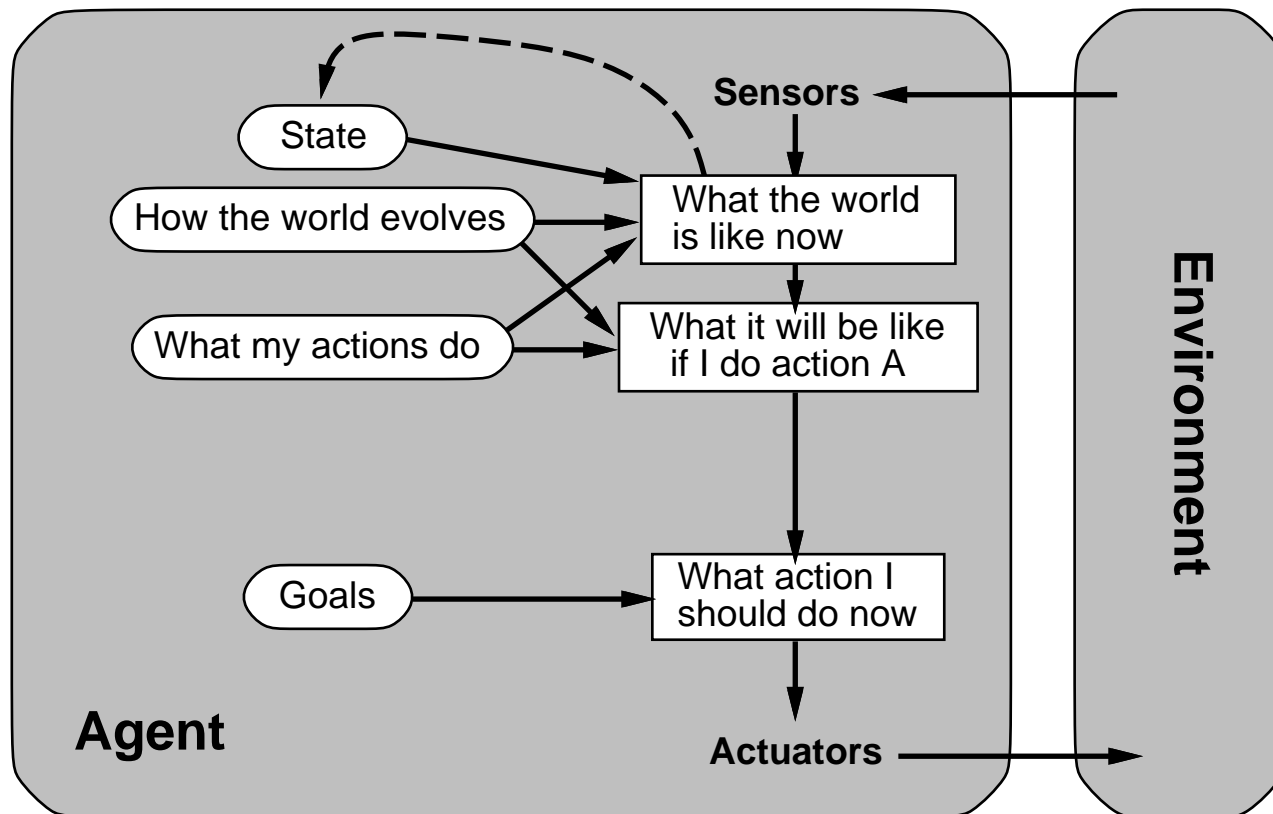 Sensors
State
What the world
is like now
How the world evolves
What it will be like
if I do action A
What my actions do
What action I
should do now
Goals
Agent
Actuators
Environment